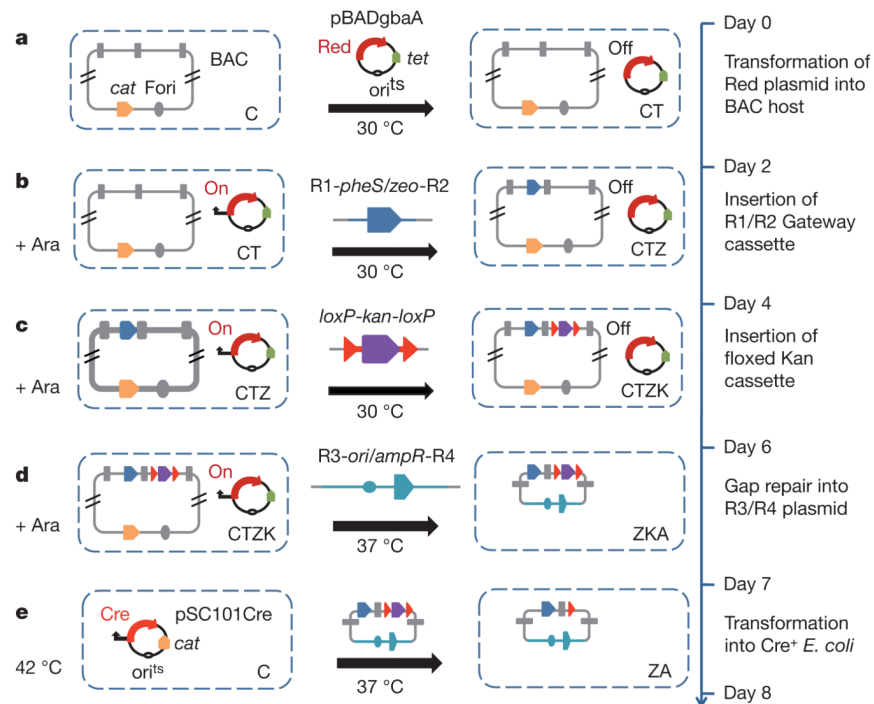 a
BAC
cat Fori
C
pBADgbaA
Red
tet
oriᵗˢ
30 °C
Off
CT
Day 0
Transformation of
Red plasmid into
BAC host
Day 2
b
+ Ara
On
CT
R1-pheS/zeo-R2
30 °C
Off
CTZ
Insertion of
R1/R2 Gateway
cassette
Day 4
c
+ Ara
On
CTZ
loxP-kan-loxP
30 °C
Off
CTZK
Insertion of
floxed Kan
cassette
Day 6
d
+ Ara
On
CTZK
R3-ori/ampR-R4
37 °C
ZKA
Gap repair into
R3/R4 plasmid
Day 7
e
42 °C
Cre
pSC101Cre
cat
oriᵗˢ
C
37 °C
ZA
Transformation
into Cre⁺ E. coli
Day 8